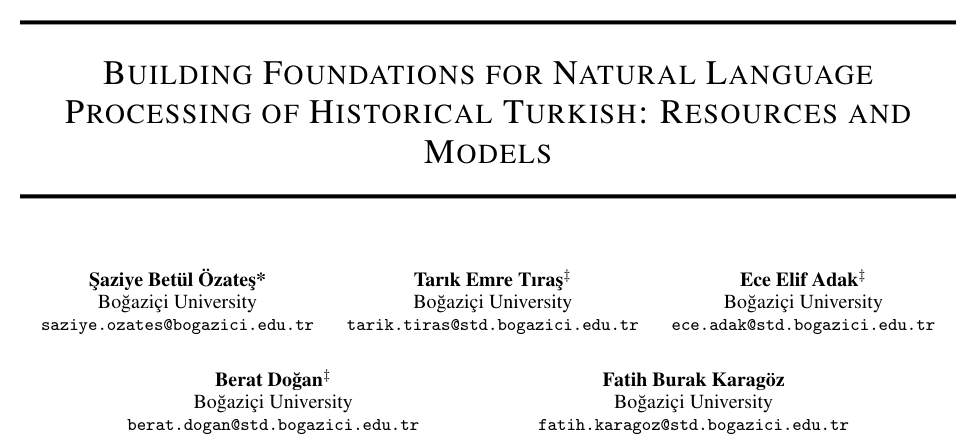 BUILDING FOUNDATIONS FOR NATURAL LANGUAGE
PROCESSING OF HISTORICAL TURKISH: RESOURCES AND
MODELS
Şaziye Betül Özateş* Tarık Emre Tıraş‡ Ece Elif Adak‡
Boğaziçi University Boğaziçi University Boğaziçi University
saziye.ozates@bogazici.edu.tr tarik.tiras@std.bogazici.edu.tr ece.adak@std.bogazici.edu.tr
Berat Doğan‡ Fatih Burak Karagöz
Boğaziçi University Boğaziçi University
berat.dogan@std.bogazici.edu.tr fatih.karagoz@std.bogazici.edu.tr